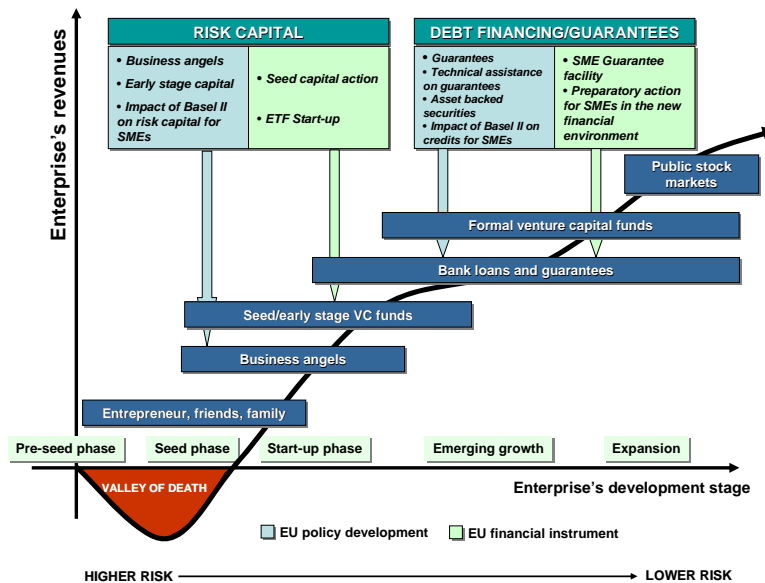 Enterprise's revenues
RISK CAPITAL
• Business angels
• Early stage capital
• Impact of Basel II
on risk capital for
SMEs
• Seed capital action
• ETF Start-up
DEBT FINANCING/GUARANTEES
• Guarantees
• Technical assistance
on guarantees
• Asset backed
securities
• Impact of Basel II on
credits for SMEs
• SME Guarantee
facility
• Preparatory action
for SMEs in the new
financial
environment
Public stock
markets
Formal venture capital funds
Bank loans and guarantees
Seed/early stage VC funds
Business angels
Entrepreneur, friends, family
Pre-seed phase
Seed phase
Start-up phase
Emerging growth
Expansion
VALLEY OF DEATH
Enterprise's development stage
EU policy development
EU financial instrument
HIGHER RISK
LOWER RISK